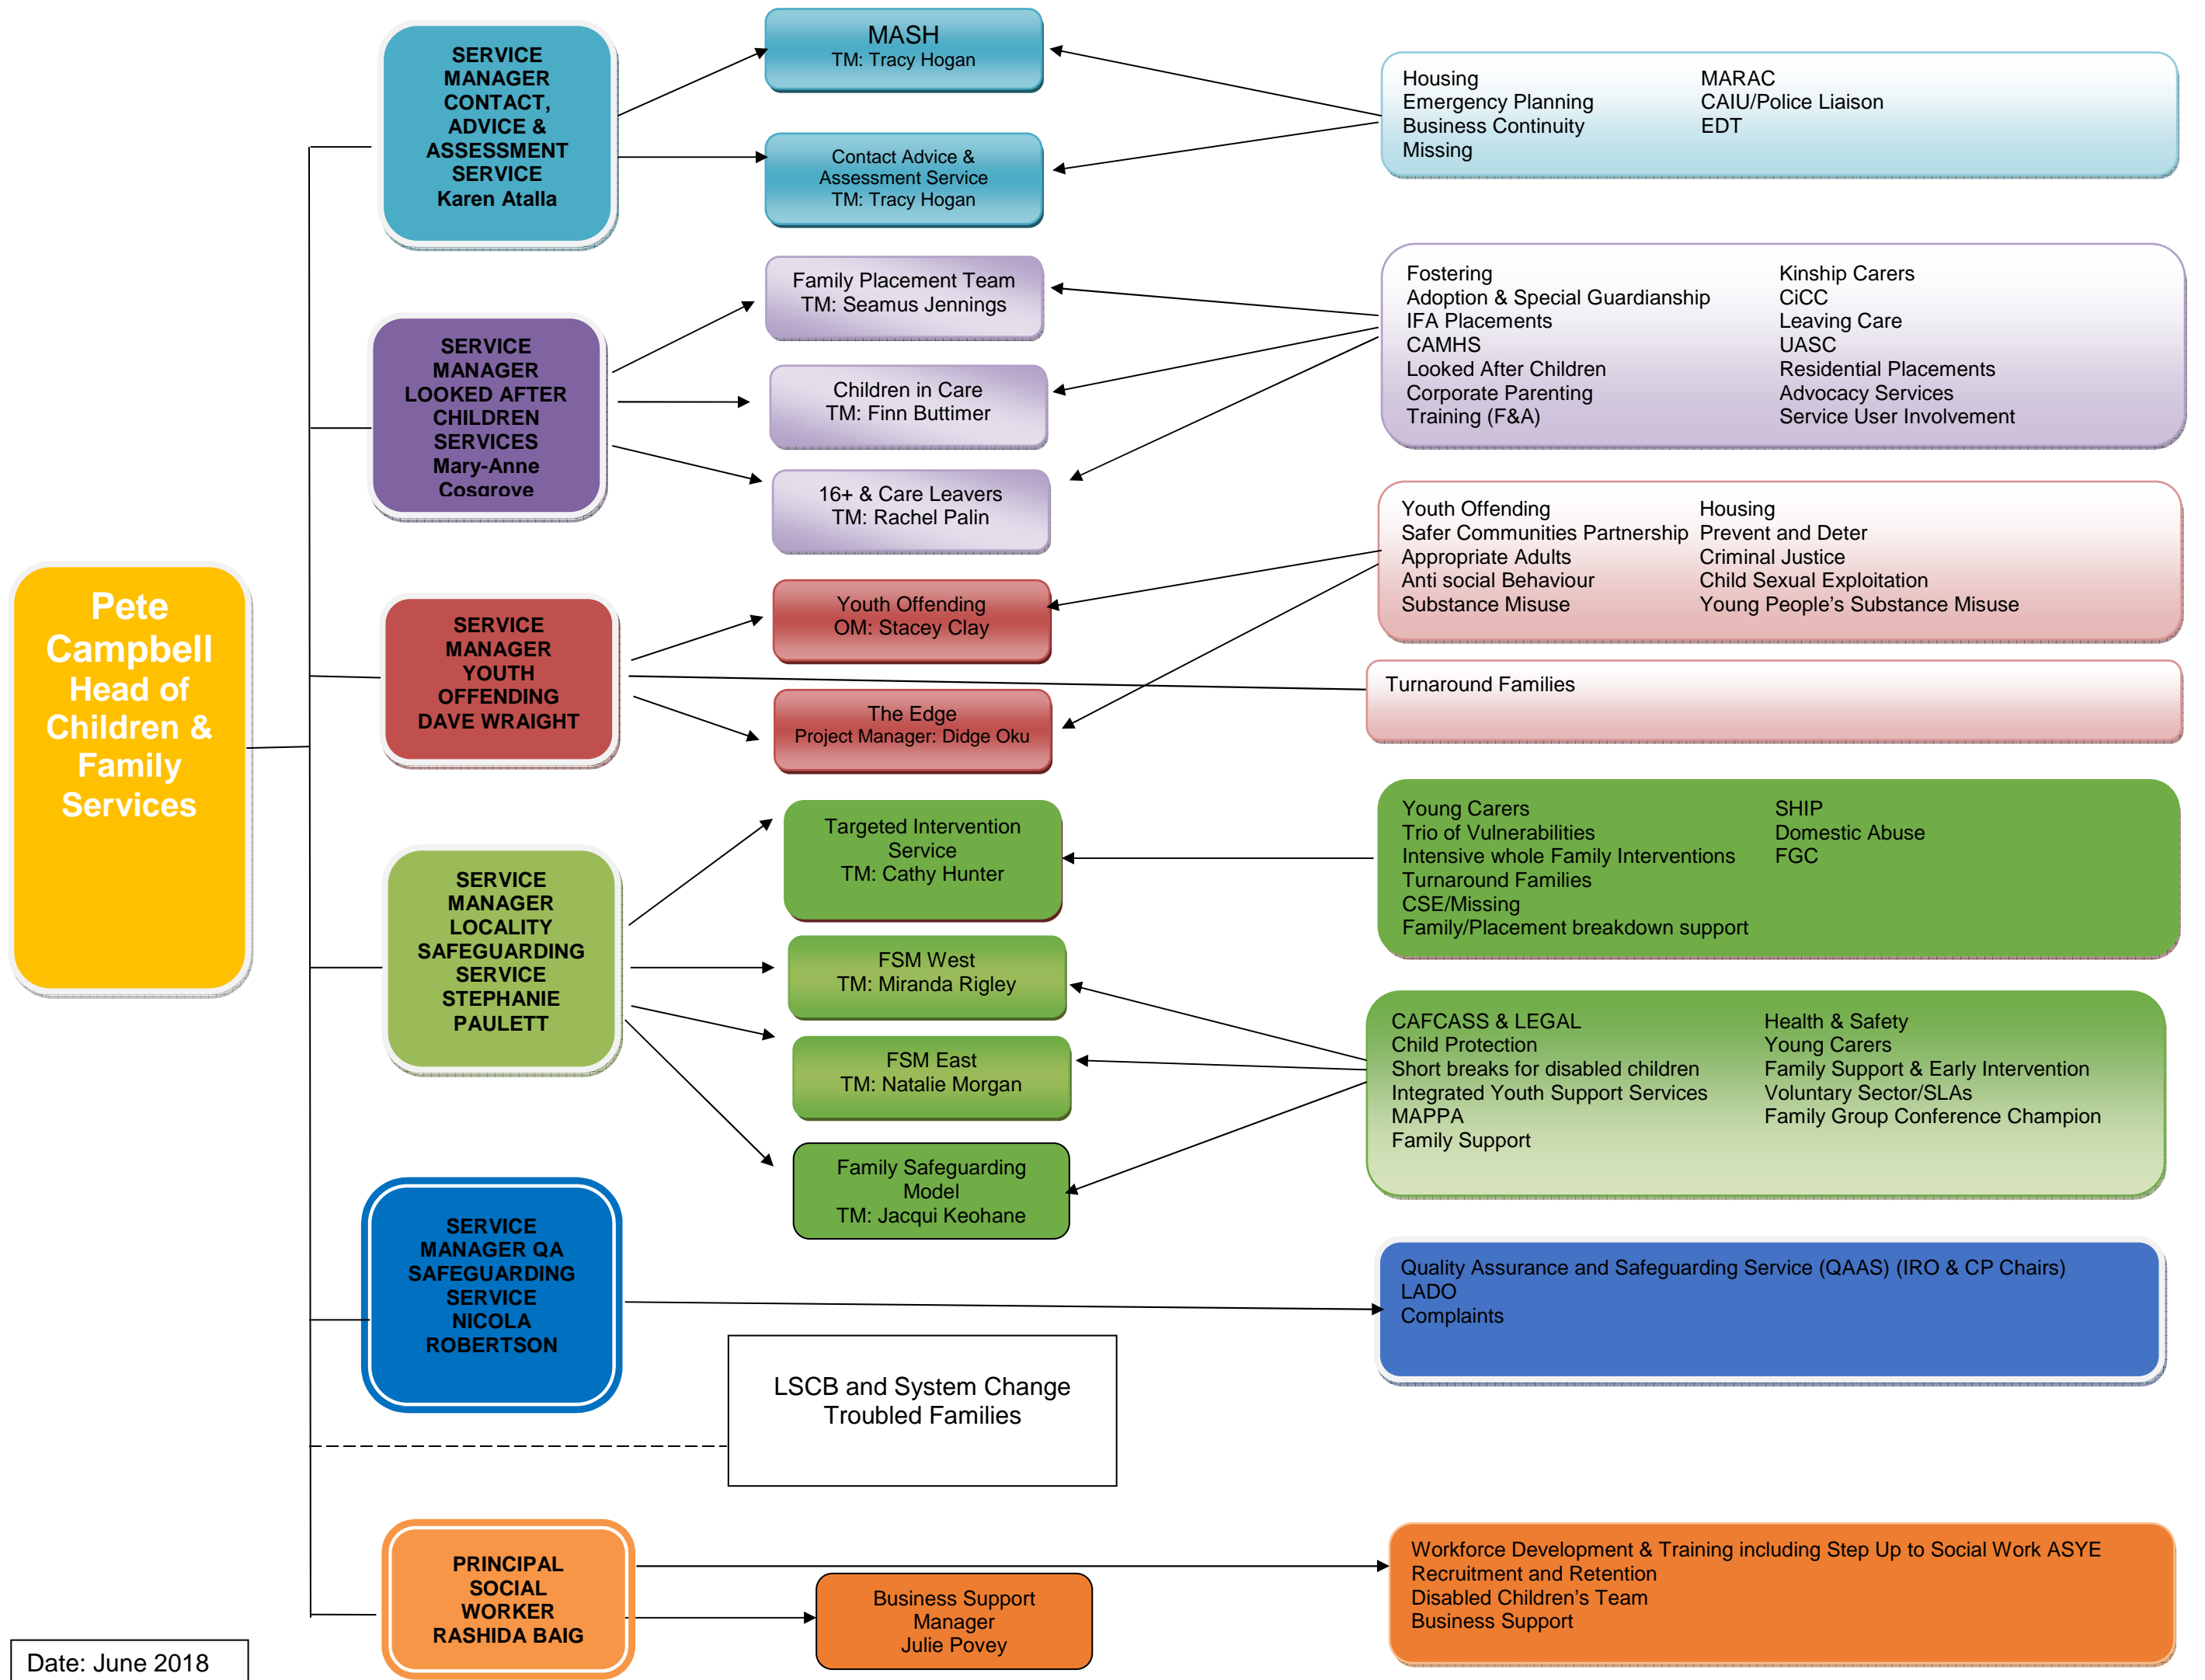 SERVICE
MANAGER
CONTACT,
ADVICE &
ASSESSMENT
SERVICE
Karen Atalla
MASH
TM: Tracy Hogan
Contact Advice &
Assessment Service
TM: Tracy Hogan
Housing
Emergency Planning
Business Continuity
Missing
MARAC
CAIU/Police Liaison
EDT
SERVICE
MANAGER
LOOKED AFTER
CHILDREN
SERVICES
Mary-Anne
Cosgrove
Family Placement Team
TM: Seamus Jennings
Children in Care
TM: Finn Buttimer
16+ & Care Leavers
TM: Rachel Palin
Fostering
Adoption & Special Guardianship
IFA Placements
CAMHS
Looked After Children
Corporate Parenting
Training (F&A)
Kinship Carers
CiCC
Leaving Care
UASC
Residential Placements
Advocacy Services
Service User Involvement
Pete
Campbell
Head of
Children &
Family
Services
SERVICE
MANAGER
YOUTH
OFFENDING
DAVE WRAIGHT
Youth Offending
OM: Stacey Clay
The Edge
Project Manager: Didge Oku
Youth Offending
Safer Communities Partnership
Appropriate Adults
Anti social Behaviour
Substance Misuse
Housing
Prevent and Deter
Criminal Justice
Child Sexual Exploitation
Young People's Substance Misuse
Turnaround Families
SERVICE
MANAGER
LOCALITY
SAFEGUARDING
SERVICE
STEPHANIE
PAULETT
Targeted Intervention
Service
TM: Cathy Hunter
FSM West
TM: Miranda Rigley
FSM East
TM: Natalie Morgan
Family Safeguarding
Model
TM: Jacqui Keohane
Young Carers
Trio of Vulnerabilities
Intensive whole Family Interventions
Turnaround Families
CSE/Missing
Family/Placement breakdown support
SHIP
Domestic Abuse
FGC
CAFCASS & LEGAL
Child Protection
Short breaks for disabled children
Integrated Youth Support Services
MAPPA
Family Support
Health & Safety
Young Carers
Family Support & Early Intervention
Voluntary Sector/SLAs
Family Group Conference Champion
SERVICE
MANAGER QA
SAFEGUARDING
SERVICE
NICOLA
ROBERTSON
Quality Assurance and Safeguarding Service (QAAS) (IRO & CP Chairs)
LADO
Complaints
LSCB and System Change
Troubled Families
PRINCIPAL
SOCIAL
WORKER
RASHIDA BAIG
Business Support
Manager
Julie Povey
Workforce Development & Training including Step Up to Social Work ASYE
Recruitment and Retention
Disabled Children's Team
Business Support
Date: June 2018